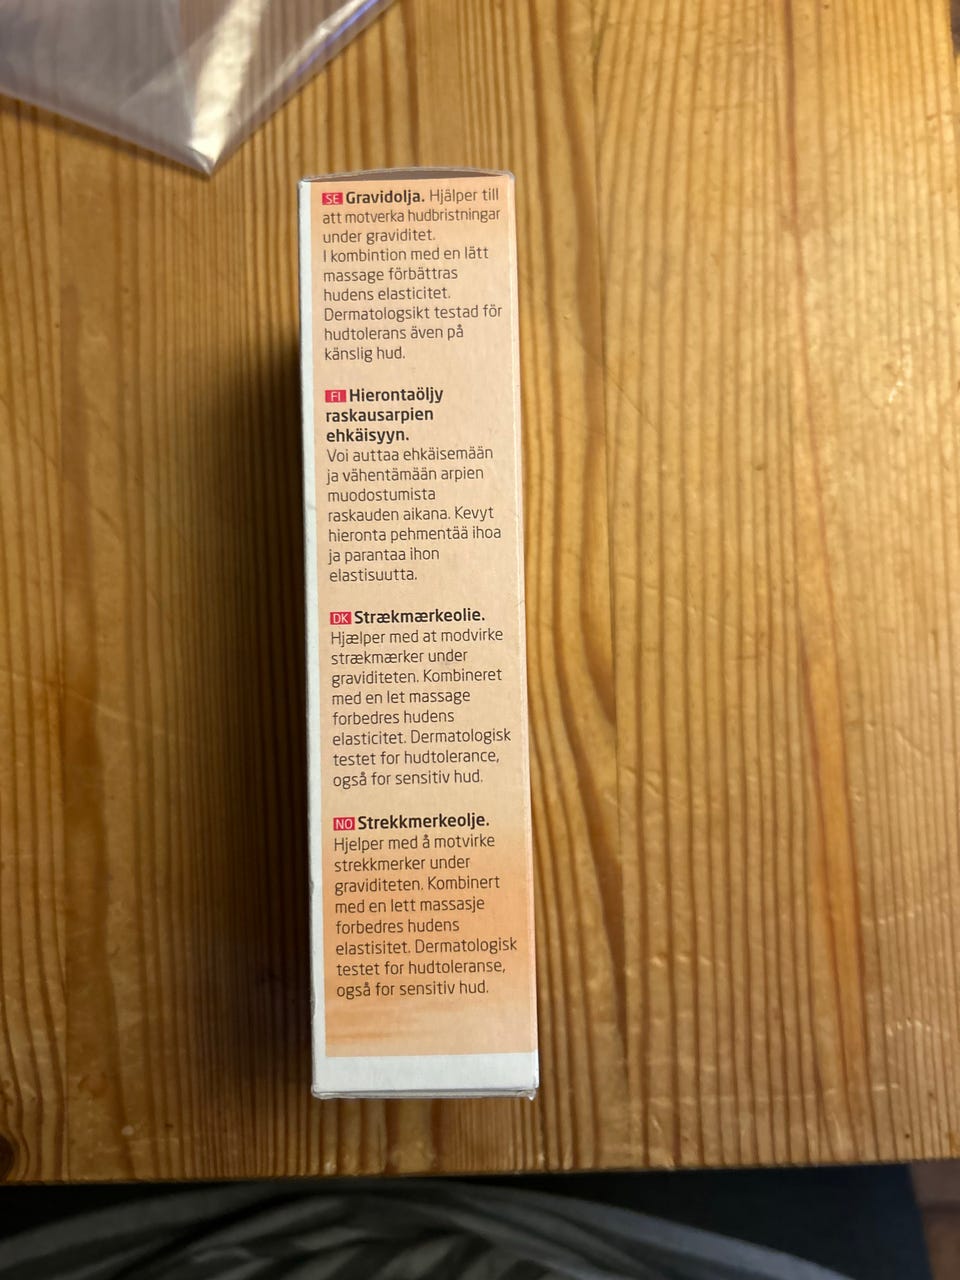 SE Gravidolja. Hjälper till
att motverka hudbristningar
under graviditet.
I kombintion med en lätt
massage förbättras
hudens elasticitet.
Dermatologsikt testad för
hudtolerans även på
känslig hud.
FI Hierontaöljy
raskausarpien
ehkäisyyn.
Voi auttaa ehkäisemään
ja vähentämään arpien
muodostumista
raskauden aikana. Kevyt
hieronta pehmentää ihoa
ja parantaa ihon
elastisuutta.
DK Strækmærkeolie.
Hjælper med at modvirke
strækmærker under
graviditeten. Kombineret
med en let massage
forbedres hudens
elasticitet. Dermatologisk
testet for hudtolerance,
også for sensitiv hud.
NO Strekkmerkeolje.
Hjelper med å motvirke
strekkmerker under
graviditeten. Kombinert
med en lett massasje
forbedres hudens
elastisitet. Dermatologisk
testet for hudtoleranse,
også for sensitiv hud.